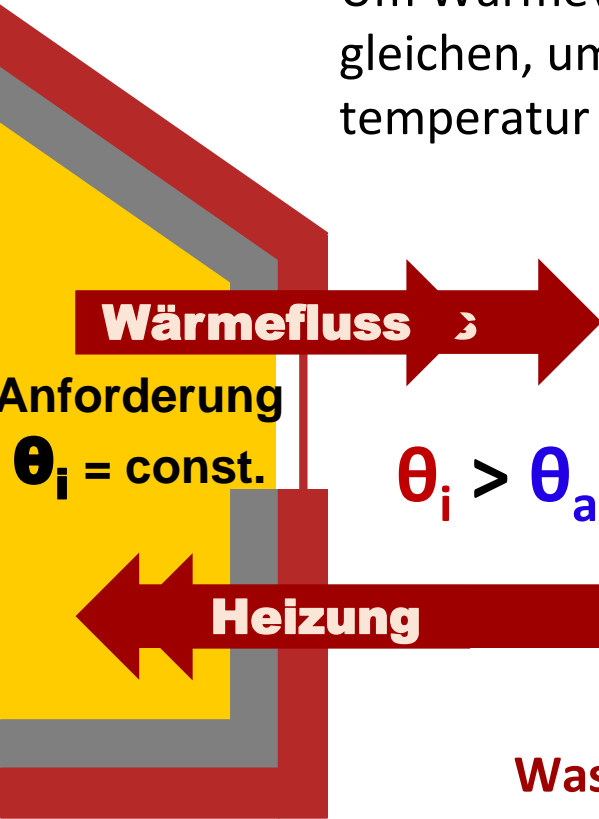 gleichen, um
temperatur
Wärmefluss
Anforderung
θi = const.
θi > θa
Heizung
Was